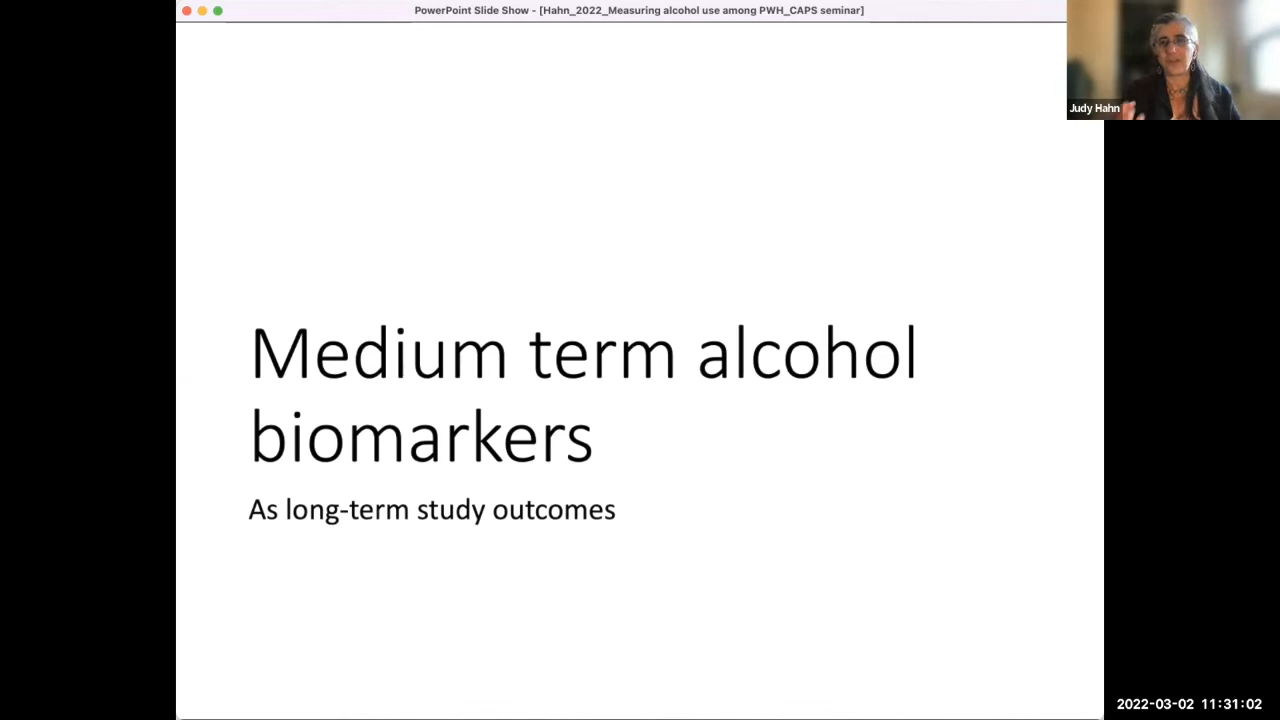 PowerPoint Slide Show - [Hahn_2022_Measuring alcohol use among PWH_CAPS seminar]
Judy Hahn
Medium term alcohol
biomarkers
As long-term study outcomes
2022-03-02 11:31:02